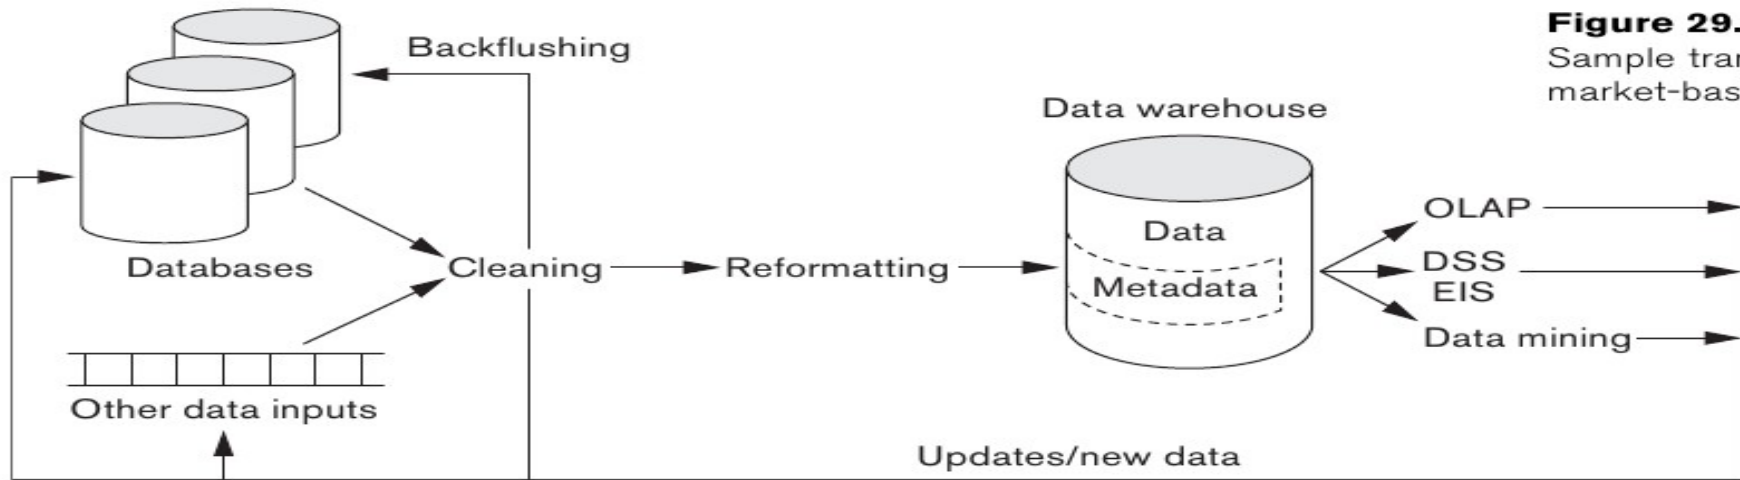 Figure 29.
Sample
market-bas
Backflushing
Data warehouse
Data
Metadata
OLAP
DSS
EIS
Data mining
Databases
Cleaning
Reformatting
Other data inputs
Updates/new data